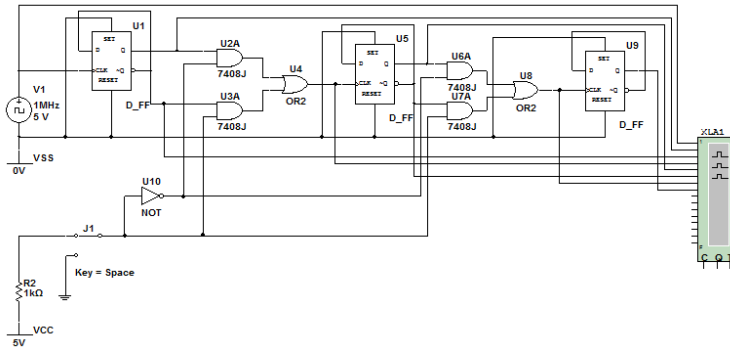 U1
SET
D Q
CLK ~Q
RESET
D_FF
V1
1MHz
5 V
VSS
0V
U2A
7408J
U3A
7408J
U4
OR2
U5
SET
D Q
CLK ~Q
RESET
D_FF
U6A
7408J
U7A
7408J
U8
OR2
U9
SET
D Q
CLK ~Q
RESET
D_FF
XLA1
1
F
C Q T
U10
NOT
J1
Key = Space
R2
1kΩ
VCC
5V